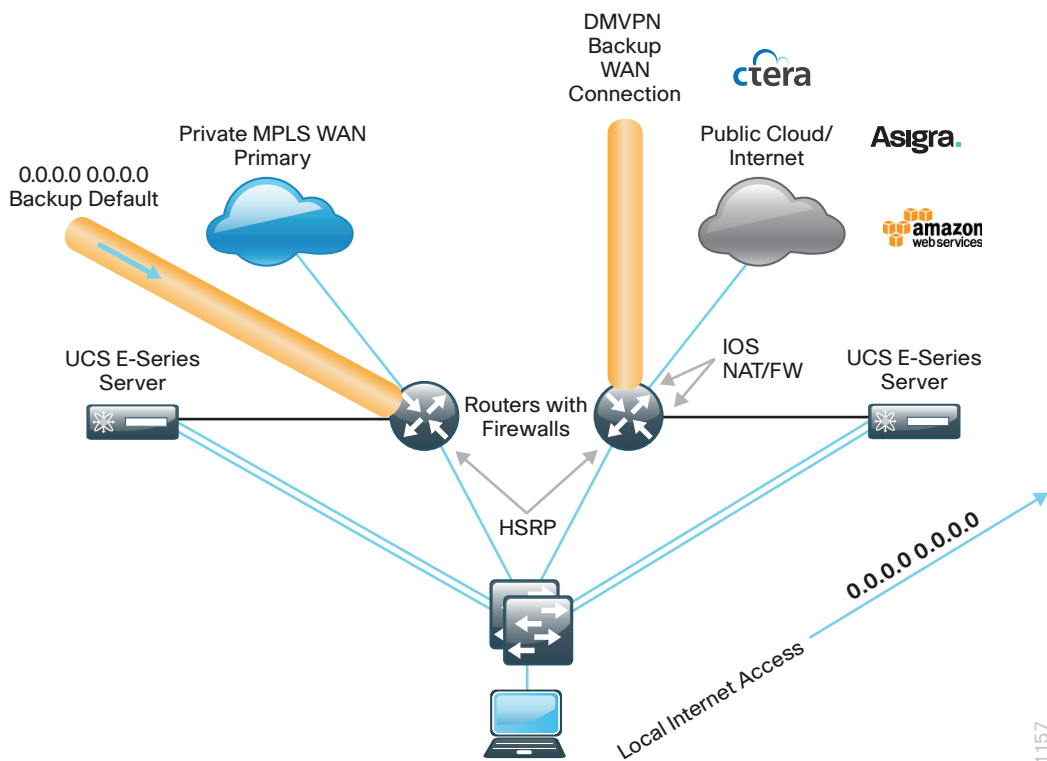 DMVPN
Backup
WAN
Connection
ctera
Private MPLS WAN
Primary
Public Cloud/
Internet
Asigra.
0.0.0.0 0.0.0.0
Backup Default
amazon
webservices
UCS E-Series
Server
IOS
NAT/FW
UCS E-Series
Server
Routers with
Firewalls
HSRP
0.0.0.0 0.0.0.0
Local Internet Access
1157